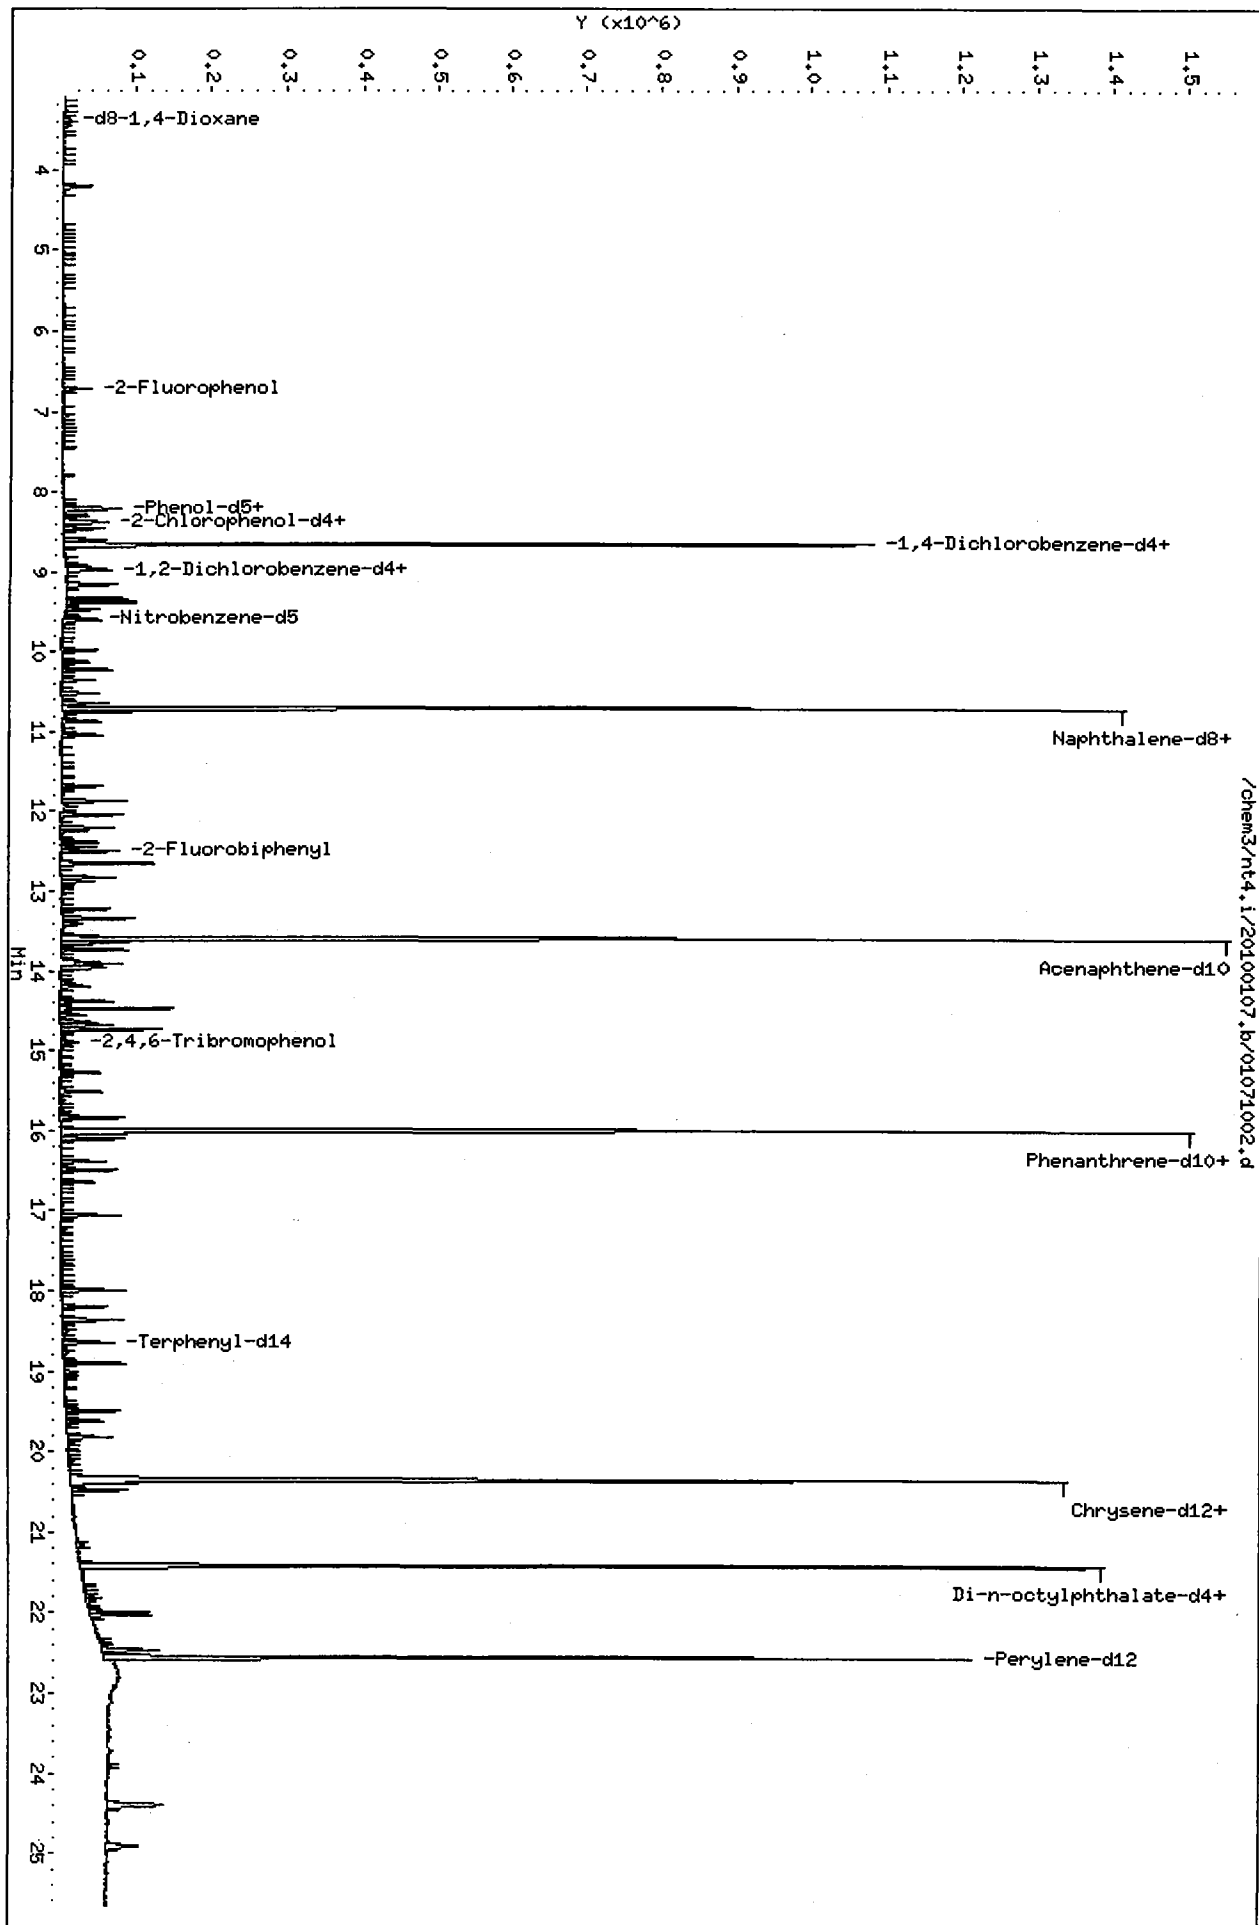 /chem3/nt4.i/20100107.b/01071002.d
Y (x10^6)
0.1
0.2
0.3
0.4
0.5
0.6
0.7
0.8
0.9
1.0
1.1
1.2
1.3
1.4
1.5
-d8-1,4-Dioxane
-2-Fluorophenol
-Phenol-d5+
-2-Chlorophenol-d4+
-1,4-Dichlorobenzene-d4+
-1,2-Dichlorobenzene-d4+
-Nitrobenzene-d5
Naphthalene-d8+
-2-Fluorobiphenyl
Acenaphthene-d10
-2,4,6-Tribromophenol
Phenanthrene-d10+
-Terphenyl-d14
Chrysene-d12+
Di-n-octylphthalate-d4+
-Perylene-d12
4
5
6
7
8
9
10
11
12
13
14
15
16
17
18
19
20
21
22
23
24
25
Min